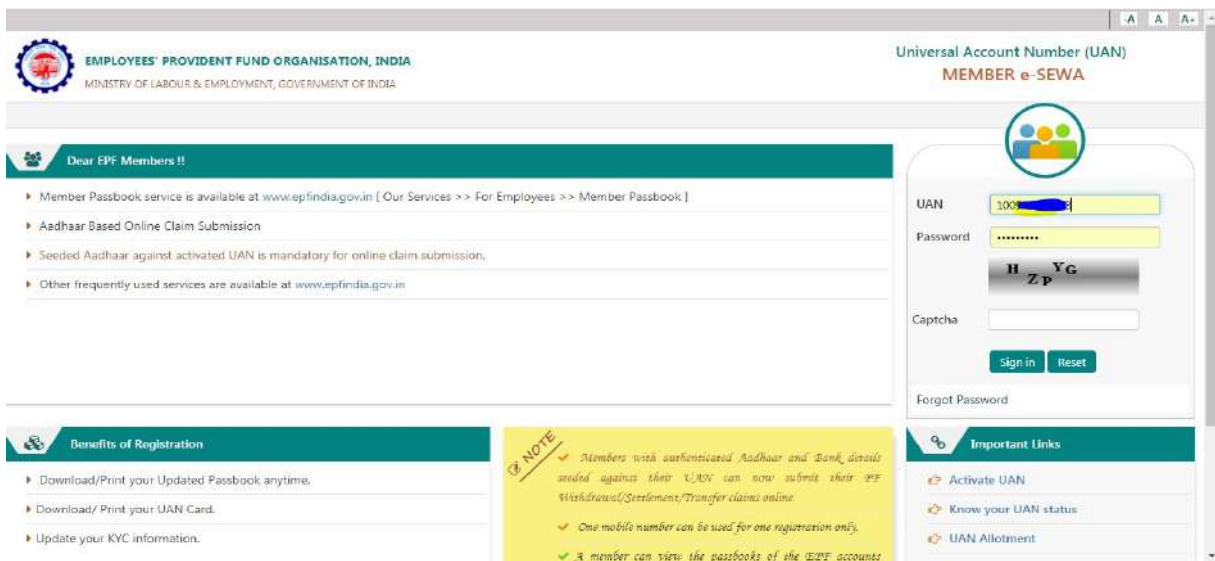 -A A A+
EMPLOYEES' PROVIDENT FUND ORGANISATION, INDIA
MINISTRY OF LABOUR & EMPLOYMENT, GOVERNMENT OF INDIA
Universal Account Number (UAN)
MEMBER e-SEWA
Dear EPF Members !!
Member Passbook service is available at www.epfindia.gov.in [ Our Services >> For Employees >> Member Passbook ]
Aadhaar Based Online Claim Submission
Seeded Aadhaar against activated UAN is mandatory for online claim submission.
Other frequently used services are available at www.epfindia.gov.in
UAN 100
Password
H Z P Y G
Captcha
Sign in Reset
Forgot Password
Benefits of Registration
Download/Print your Updated Passbook anytime.
Download/ Print your UAN Card.
Update your KYC information.
NOTE
Members with authenticated Aadhaar and Bank details
seeded against their UAN can now submit their PF
Withdrawal/Settlement/Transfer claims online.
One mobile number can be used for one registration only.
A member can view the passbooks of the EPF accounts
Important Links
Activate UAN
Know your UAN status
UAN Allotment